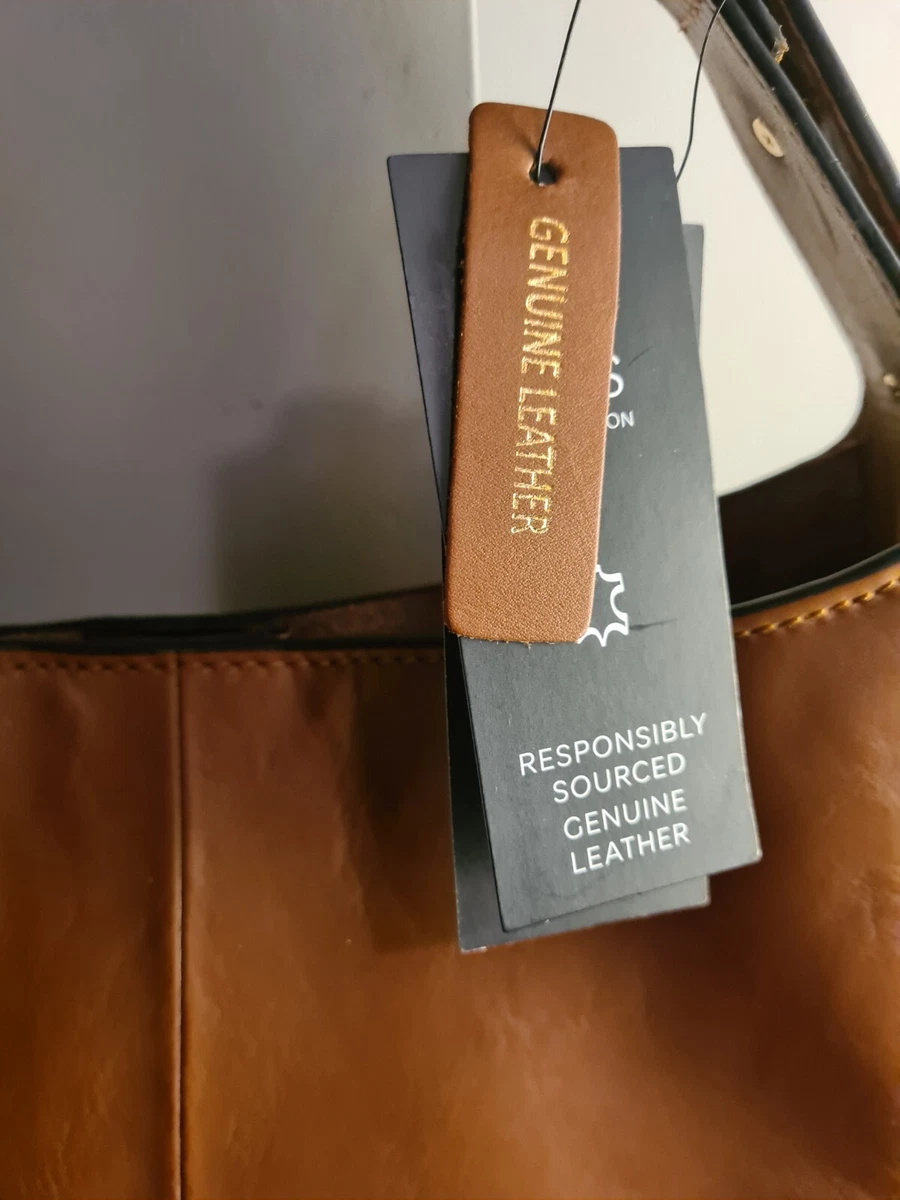 GENUINE LEATHER
RESPONSIBLY
SOURCED
GENUINE
LEATHER